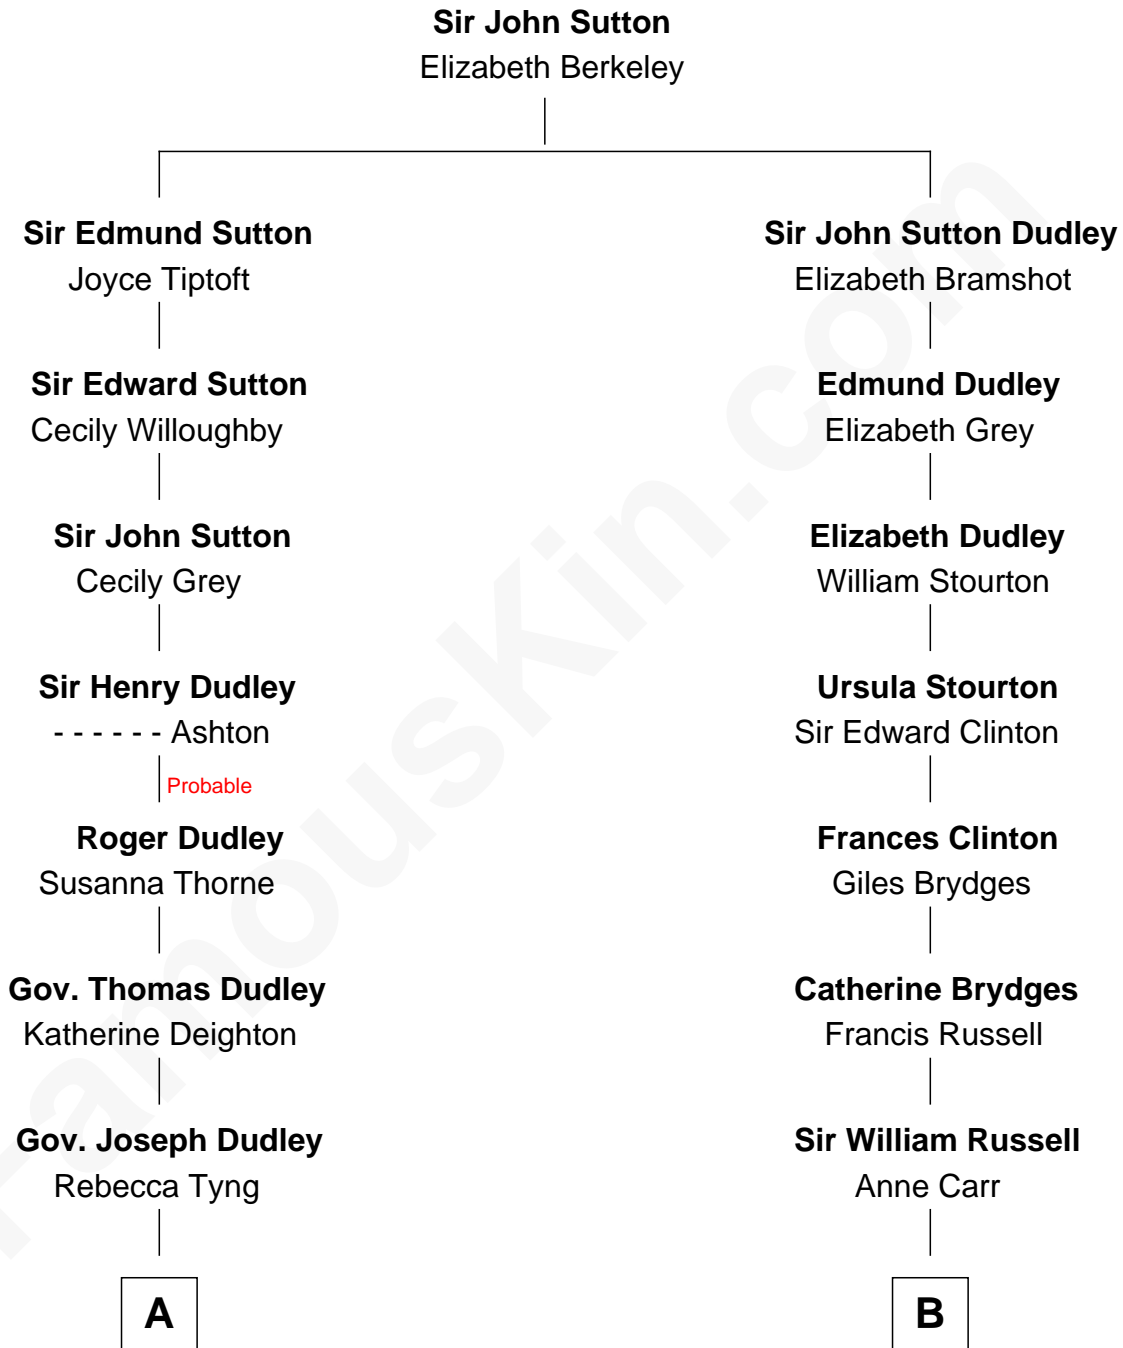 Sir John Sutton
Elizabeth Berkeley
Sir Edmund Sutton
Joyce Tiptoft
Sir Edward Sutton
Cecily Willoughby
Sir John Sutton
Cecily Grey
Sir Henry Dudley
- - - - - - Ashton
Probable
Roger Dudley
Susanna Thorne
Gov. Thomas Dudley
Katherine Deighton
Gov. Joseph Dudley
Rebecca Tyng
A
Sir John Sutton Dudley
Elizabeth Bramshot
Edmund Dudley
Elizabeth Grey
Elizabeth Dudley
William Stourton
Ursula Stourton
Sir Edward Clinton
Frances Clinton
Giles Brydges
Catherine Brydges
Francis Russell
Sir William Russell
Anne Carr
B
FamousKin.com